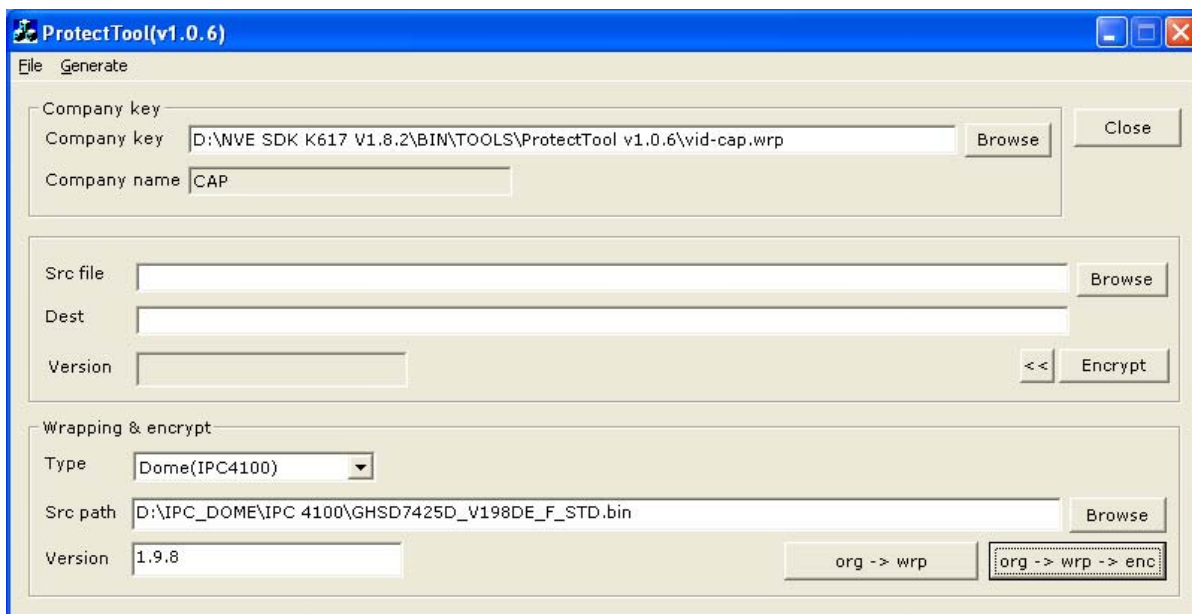 ProtectTool(v1.0.6)
File Generate
Company key
Company key D:\NVE SDK K617 V1.8.2\BIN\TOOLS\ProtectTool v1.0.6\vid-cap.wrp Browse Close
Company name CAP
Src file Browse
Dest
Version << Encrypt
Wrapping & encrypt
Type Dome(IPC4100)
Src path D:\IPC_DOME\IPC 4100\GHSD7425D_V198DE_F_STD.bin Browse
Version 1.9.8 org -> wrp org -> wrp -> enc